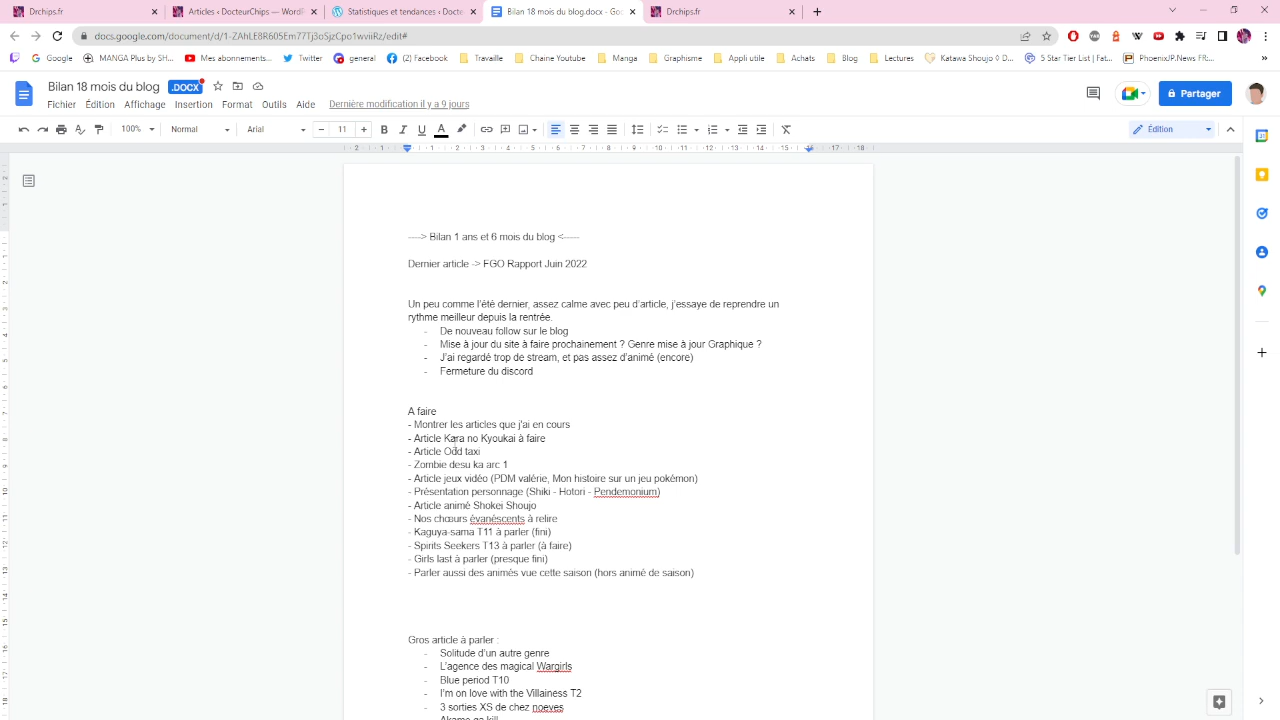 Drchips.fr
Articles ‹ DocteurChips — WordPr
Statistiques et tendances ‹ Docte
Bilan 18 mois du blog.docx - Goo
Drchips.fr
docs.google.com/document/d/1-ZAhLE8R605Em77Tj3oSjzCpo1wviiRz/edit#
Google
MANGA Plus by SH...
Mes abonnements...
Twitter
general
(2) Facebook
Travaille
Chaine Youtube
Manga
Graphisme
Appli utile
Achats
Blog
Lectures
Katawa Shoujo ◊ D...
5 Star Tier List | Fat...
PhoenixJP.News FR:...
»
Bilan 18 mois du blog
.DOCX
Fichier Édition Affichage Insertion Format Outils Aide
Dernière modification il y a 9 jours
Partager
100%
Normal
Arial
11
Édition
----> Bilan 1 ans et 6 mois du blog <-----
Dernier article -> FGO Rapport Juin 2022
Un peu comme l'été dernier, assez calme avec peu d'article, j'essaye de reprendre un
rythme meilleur depuis la rentrée.
- De nouveau follow sur le blog
- Mise à jour du site à faire prochainement ? Genre mise à jour Graphique ?
- J'ai regardé trop de stream, et pas assez d'animé (encore)
- Fermeture du discord
A faire
- Montrer les articles que j'ai en cours
- Article Kara no Kyoukai à faire
- Article Odd taxi
- Zombie desu ka arc 1
- Article jeux vidéo (PDM valérie, Mon histoire sur un jeu pokémon)
- Présentation personnage (Shiki - Hotori - Pendemonium)
- Article animé Shokei Shoujo
- Nos chœurs évanéscents à relire
- Kaguya-sama T11 à parler (fini)
- Spirits Seekers T13 à parler (à faire)
- Girls last à parler (presque fini)
- Parler aussi des animés vue cette saison (hors animé de saison)
Gros article à parler :
- Solitude d'un autre genre
- L'agence des magical Wargirls
- Blue period T10
- I'm on love with the Villainess T2
- 3 sorties XS de chez noeves
- Akame ga kill